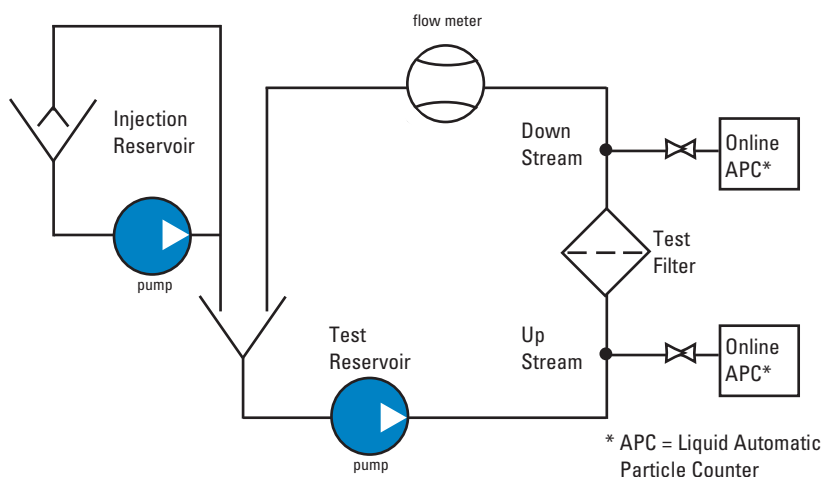 flow meter
Injection
Reservoir
Down
Stream
Online
APC*
pump
Test
Filter
Test
Reservoir
Up
Stream
Online
APC*
pump
* APC = Liquid Automatic
Particle Counter